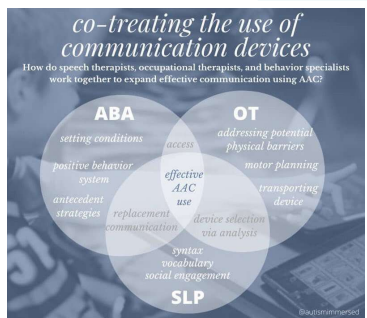 co-treating the use of
communication devices
How do speech therapists, occupational therapists, and behavior specialists
work together to expand effective communication using AAC?
ABA
OT
setting conditions
access
addressing potential
physical barriers
positive behavior
system
effective
AAC
use
motor planning
antecedent
strategies
transporting
device
replacement
communication
device selection
via analysis
syntax
vocabulary
social engagement
SLP
@autismimmersed